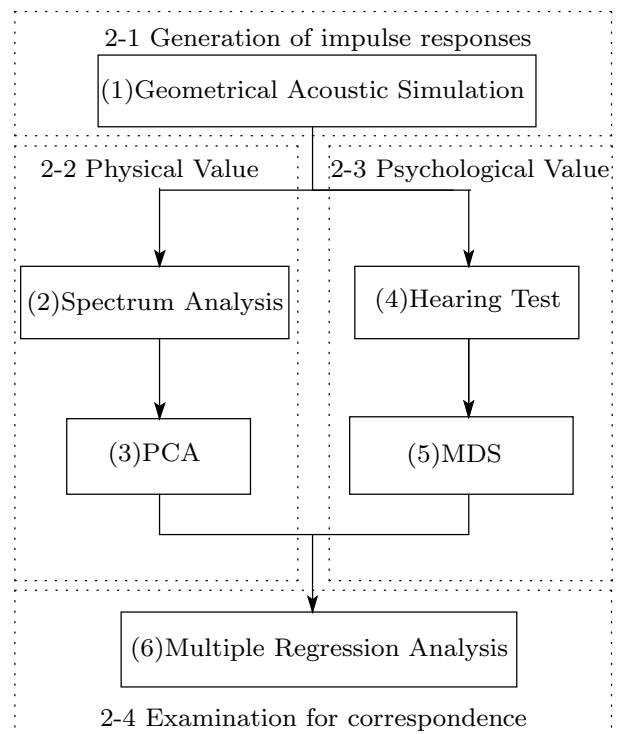 2-1 Generation of impulse responses
(1)Geometrical Acoustic Simulation
2-2 Physical Value
2-3 Psychological Value
(2)Spectrum Analysis
(4)Hearing Test
(3)PCA
(5)MDS
(6)Multiple Regression Analysis
2-4 Examination for correspondence